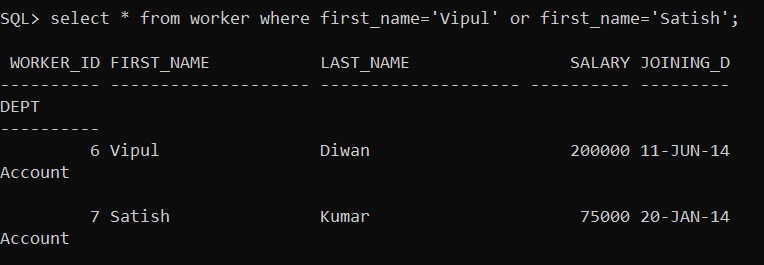 SQL> select * from worker where first_name='Vipul' or first_name='Satish';
WORKER_ID FIRST_NAME           LAST_NAME                SALARY JOINING_D
---------- -------------------- -------------------- ---------- ---------
DEPT
----------
         6 Vipul                Diwan                    200000 11-JUN-14
Account
         7 Satish               Kumar                     75000 20-JAN-14
Account